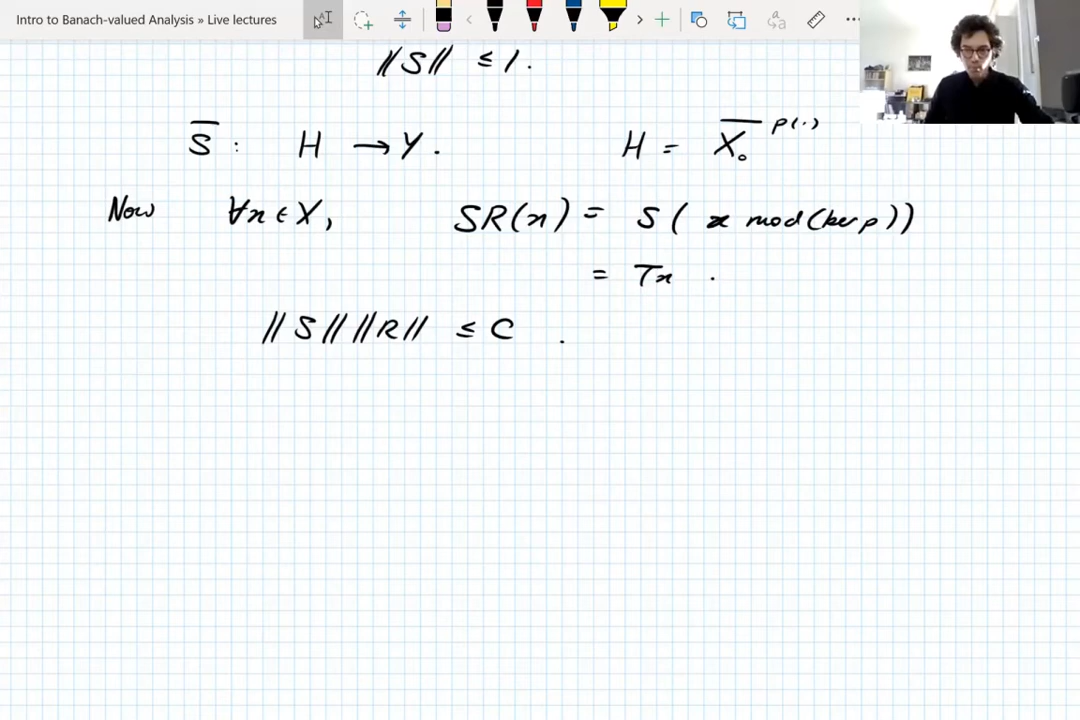 Intro to Banach-valued Analysis » Live lectures
‖S‖ ≤ 1.
S̅ : H → Y. H = X̅₀ ᵖ⁽·⁾
Now ∀x ∈ X, SR(x) = S( x mod(ker p))
= Tx .
‖S‖ ‖R‖ ≤ C .